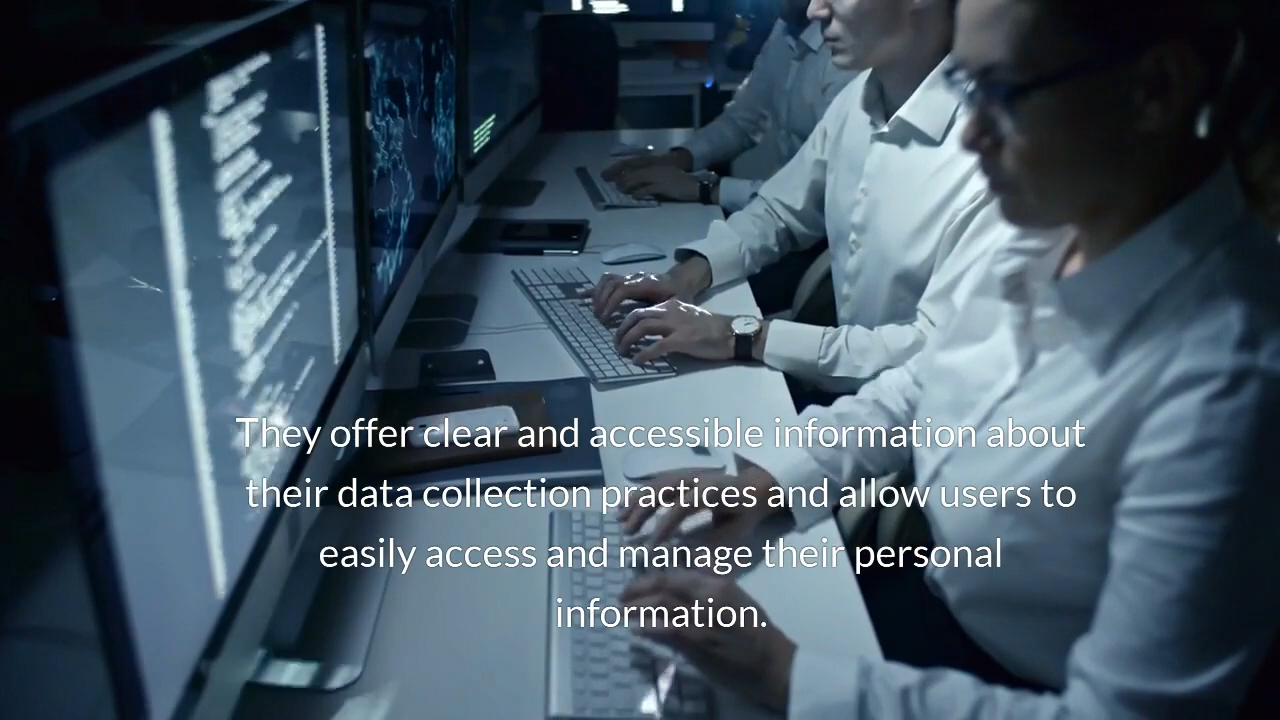 They offer clear and accessible information about
their data collection practices and allow users to
easily access and manage their personal
information.